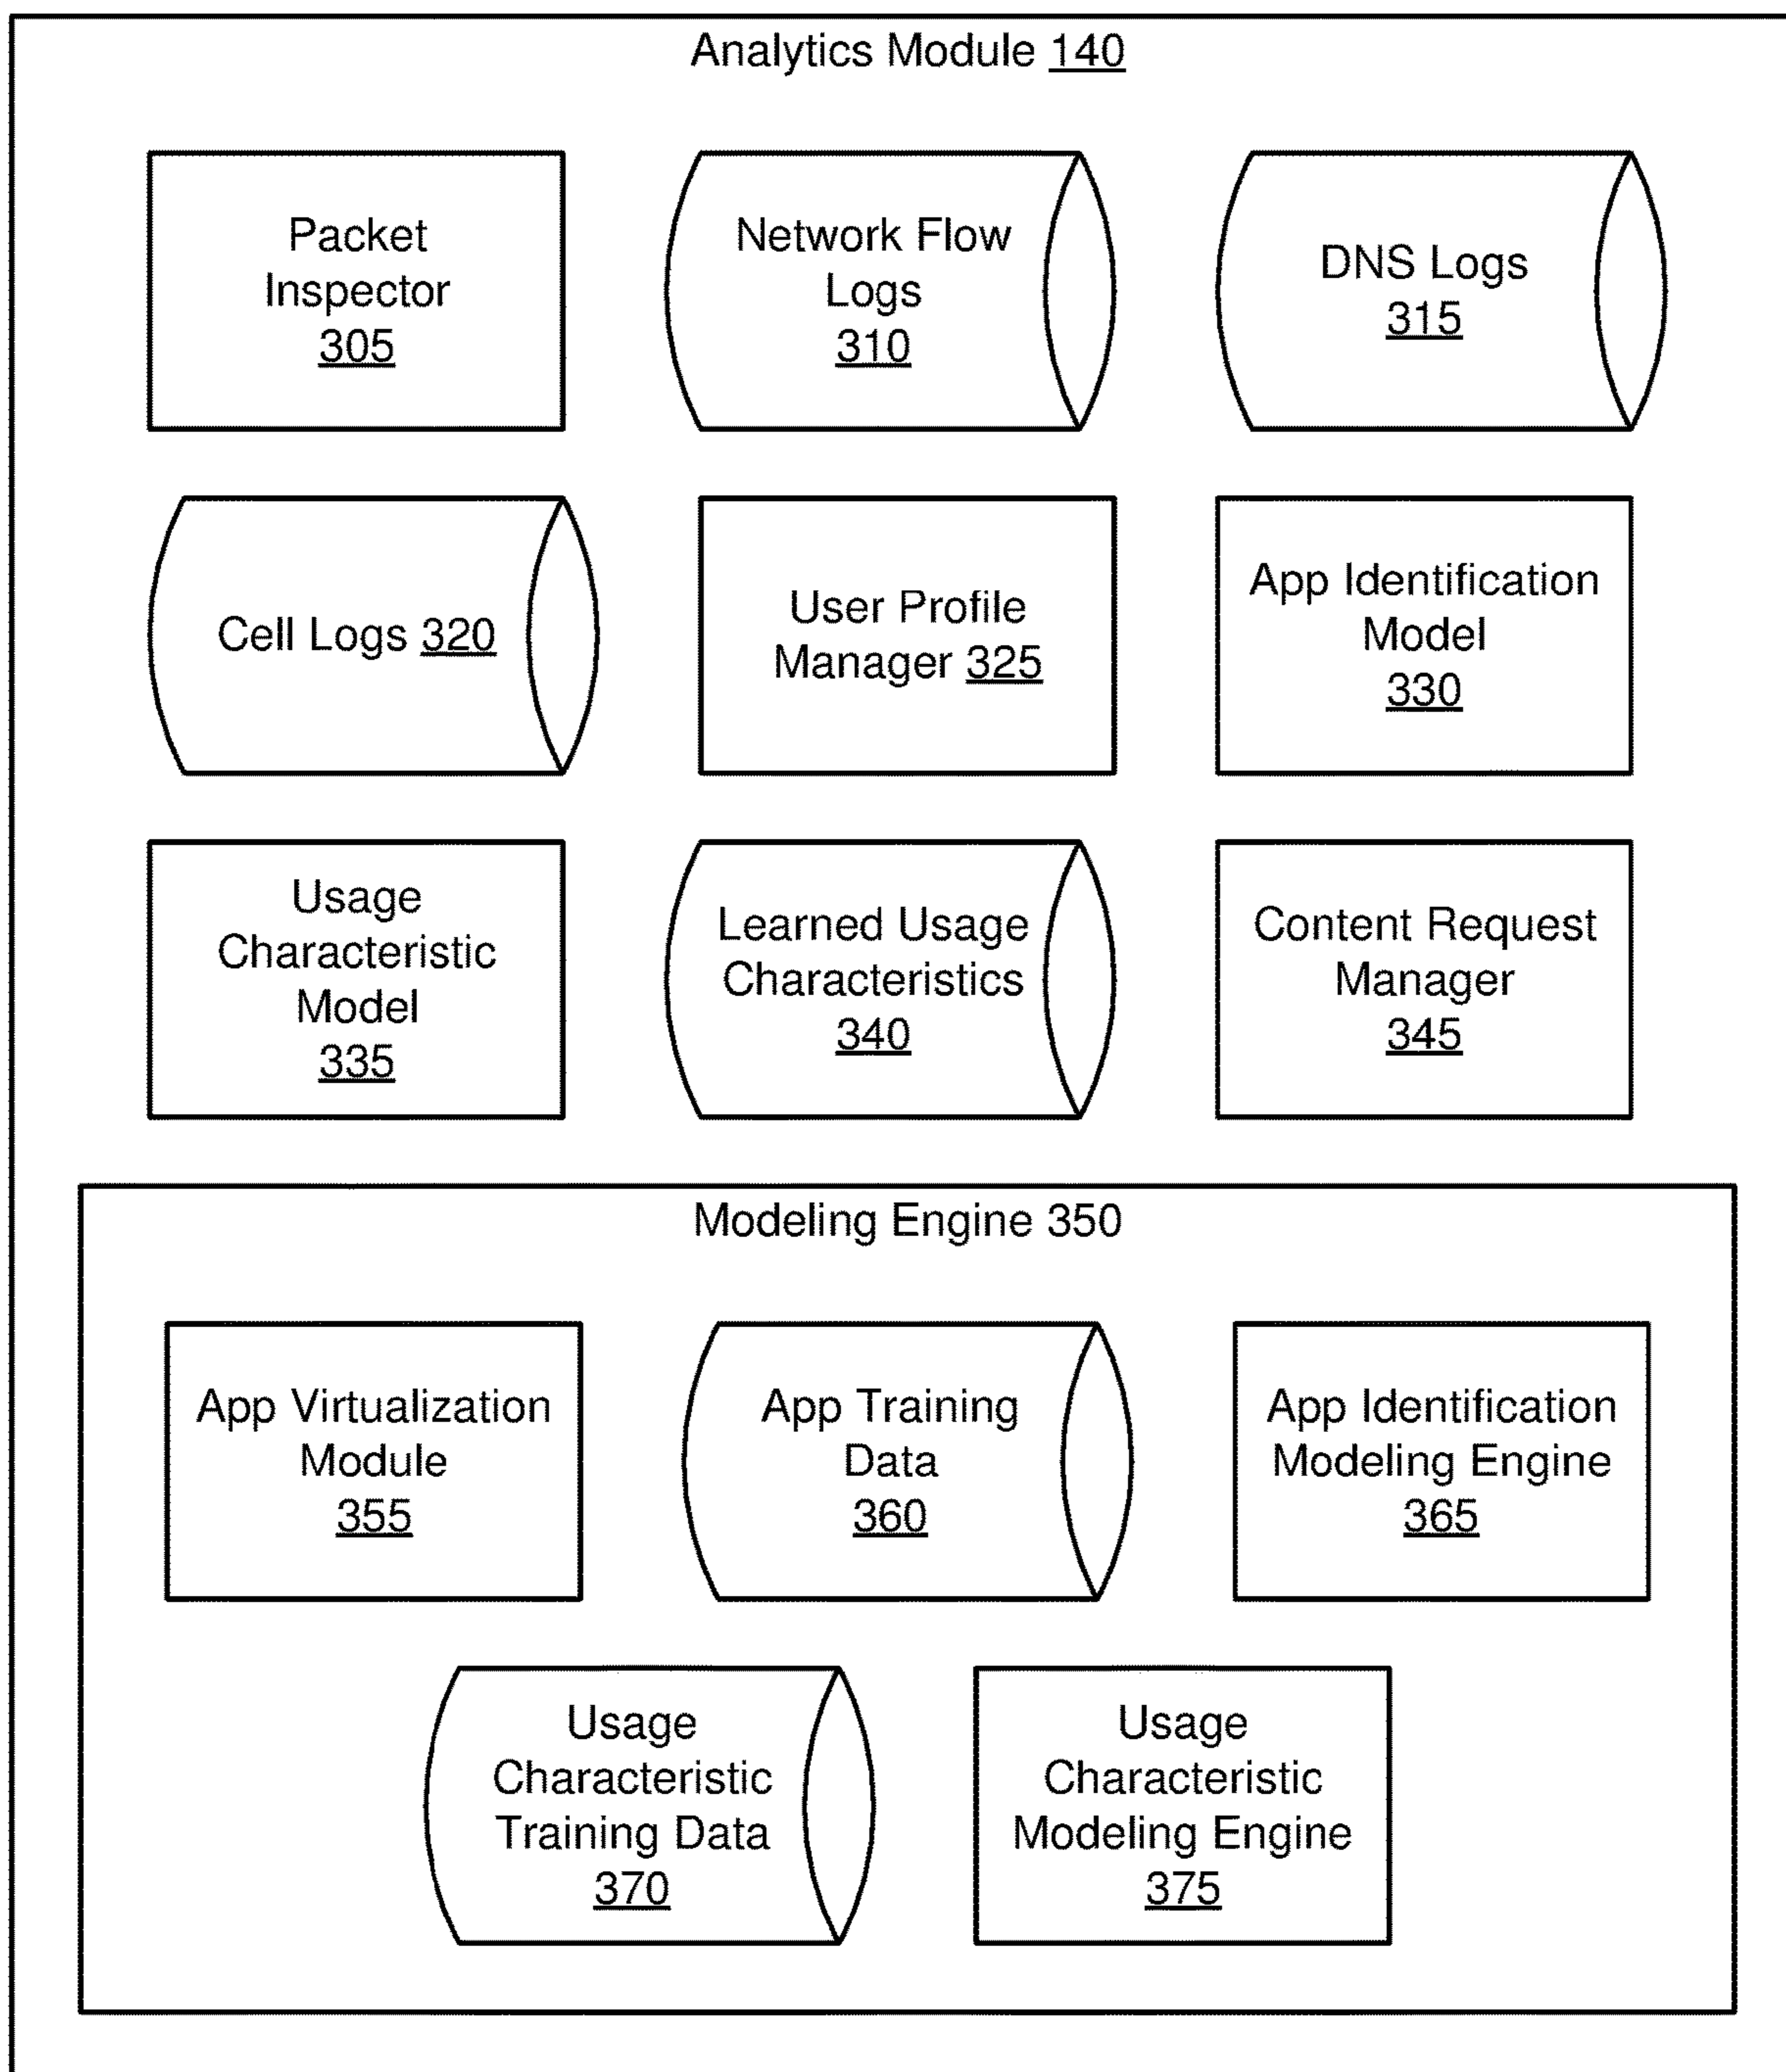 Analytics Module 140
Packet
Inspector
305
Network Flow
Logs
310
DNS Logs
315
Cell Logs 320
User Profile
Manager 325
App Identification
Model
330
Usage
Characteristic
Model
335
Learned Usage
Characteristics
340
Content Request
Manager
345
Modeling Engine 350
App Virtualization
Module
355
App Training
Data
360
App Identification
Modeling Engine
365
Usage
Characteristic
Training Data
370
Usage
Characteristic
Modeling Engine
375